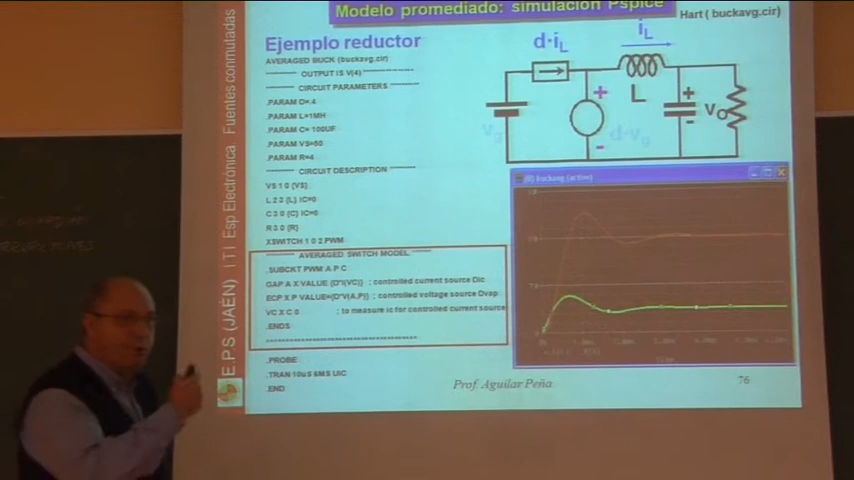 Modelo promediado: simulación Pspice
Hart ( buckavg.cir)
Ejemplo reductor
AVERAGED BUCK (buckavg.cir)
OUTPUT IS V(4)
CIRCUIT PARAMETERS
.PARAM D=.4
.PARAM L=1MH
.PARAM C= 100UF
.PARAM VS=50
.PARAM R=4
CIRCUIT DESCRIPTION
VS 1 0 {VS}
L 2 3 {L} IC=0
C 3 0 {C} IC=0
R 3 0 {R}
XSWITCH 1 0 2 PWM
AVERAGED SWITCH MODEL
.SUBCKT PWM A P C
GAP A X VALUE {D*I(VC)} ; controlled current source DIc
ECP X P VALUE={D*V(A,P)} ; controlled voltage source Dvap
VC X C 0 ; to measure ic for controlled current source
.ENDS
.PROBE
.TRAN 10uS 6MS UIC
.END
d·iL
iL
+
L
+
-
vO
vg
d·vg
-
buckavg (active)
Prof. Aguilar Peña
76
E.P.S (JAÉN) ITI Esp Electrónica Fuentes conmutadas